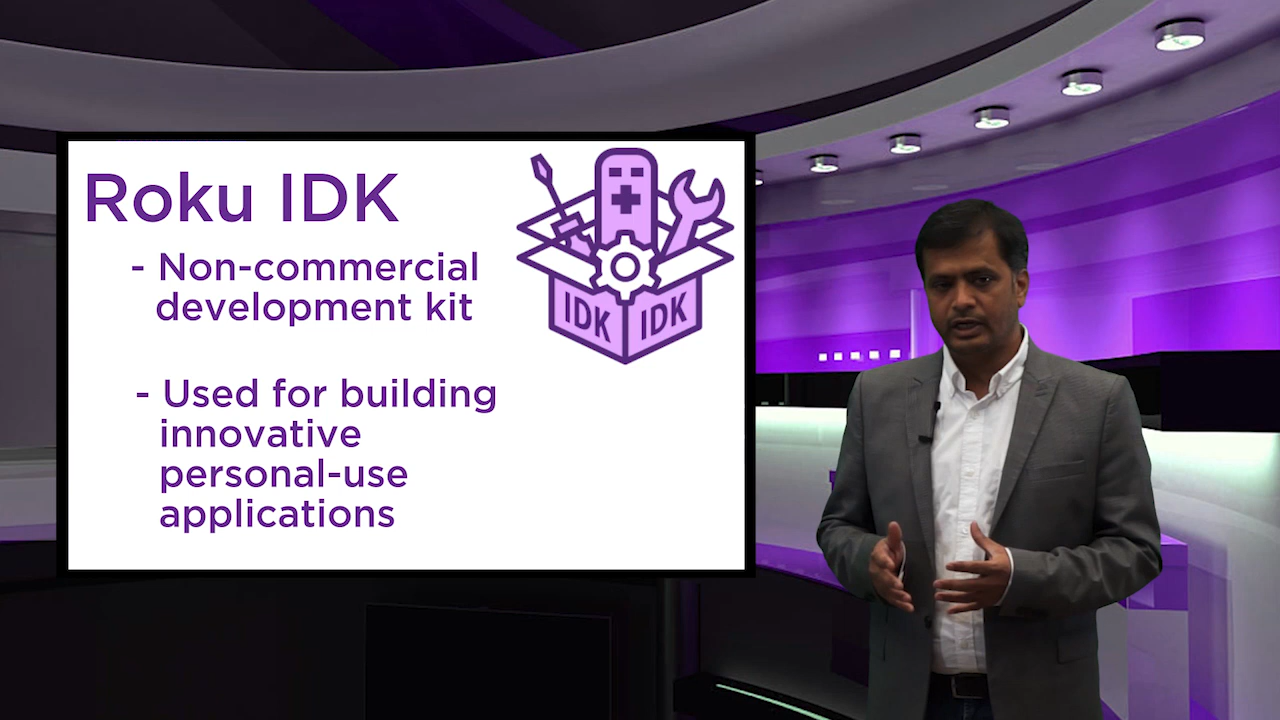 Roku IDK
- Non-commercial
development kit
- Used for building
innovative
personal-use
applications
IDK IDK